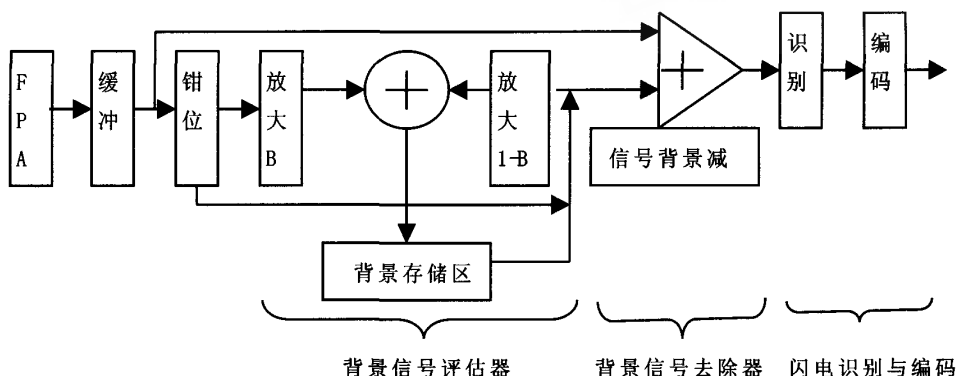 FPA
缓冲
钳位
放大B
放大1-B
识别
编码
信号背景减
背景存储区
背景信号评估器
背景信号去除器
闪电识别与编码